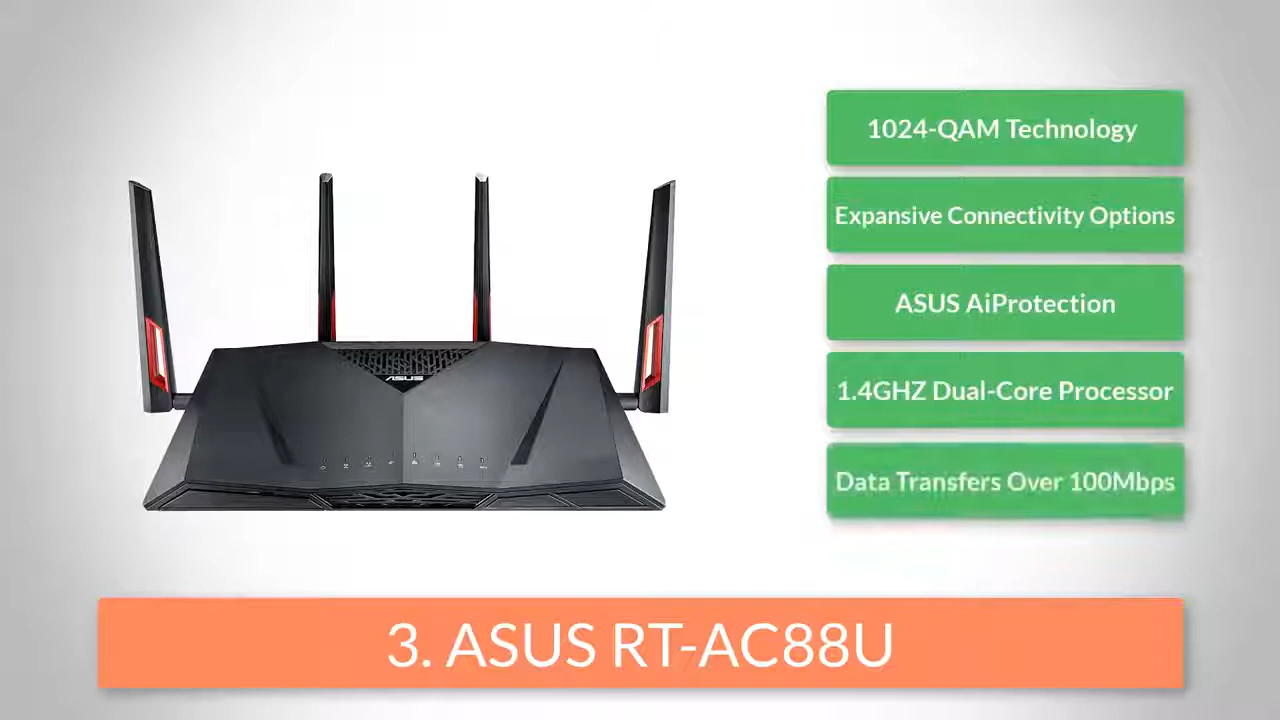 1024-QAM Technology
Expansive Connectivity Options
ASUS AiProtection
1.4GHZ Dual-Core Processor
Data Transfers Over 100Mbps
ASUS
3. ASUS RT-AC88U